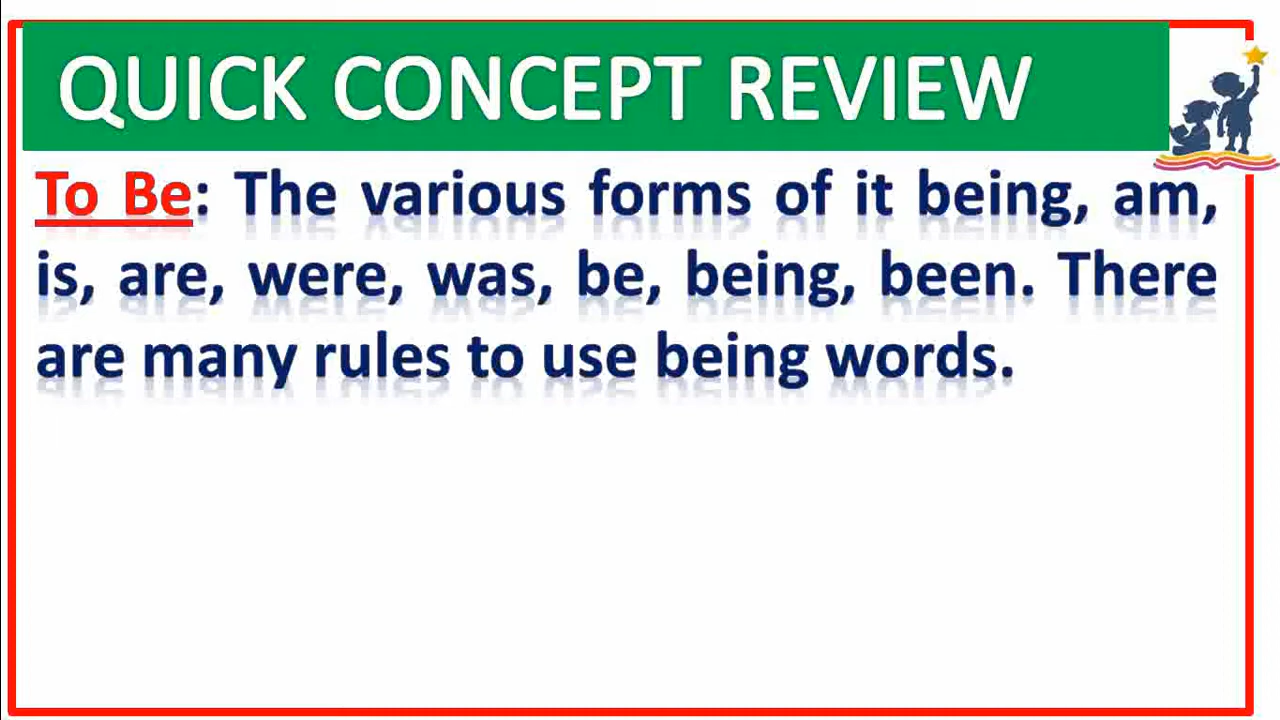 QUICK CONCEPT REVIEW
To Be: The various forms of it being, am,
is, are, were, was, be, being, been. There
are many rules to use being words.